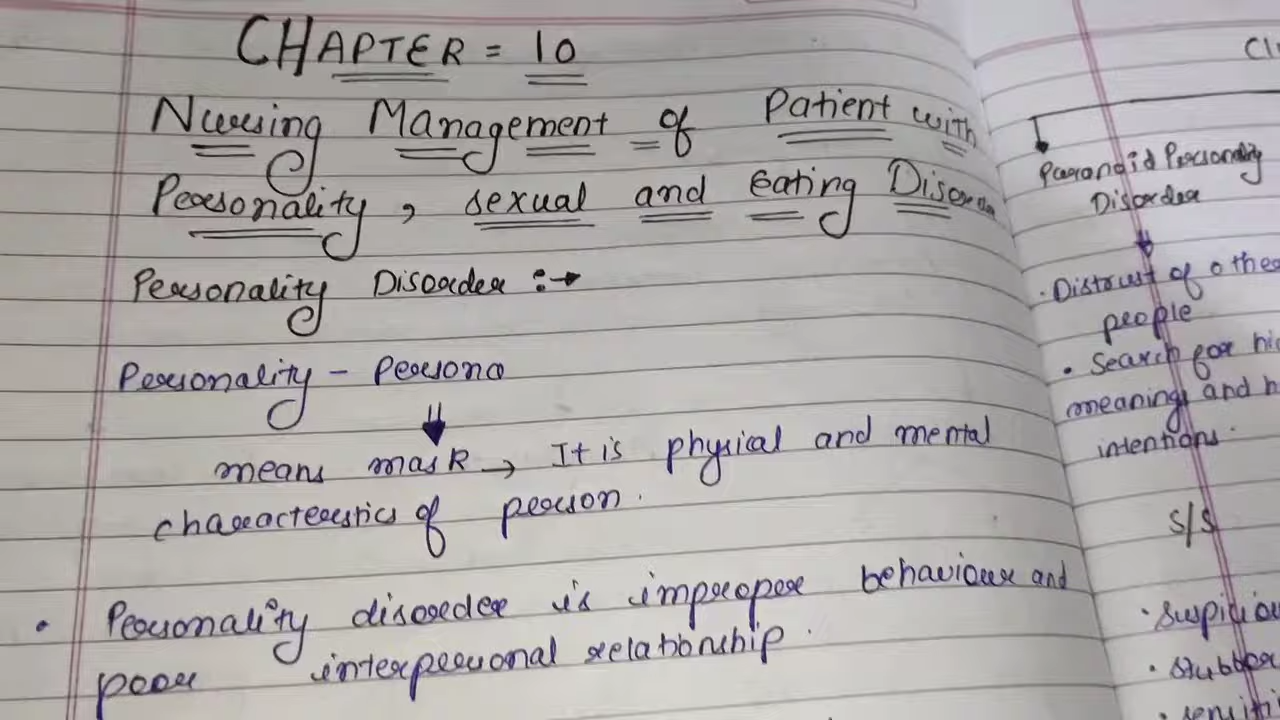 CHAPTER = 10
Nursing Management of Patient with
Personality, sexual and Eating Disorder
Personality Disorder :→
Personality - Persona
means mask → It is physical and mental
characterstics of person.
• Personality disorder is improper behaviour and
poor interpersonal relationship.
Paranoid Personality
Disorder
• Distrust of other
people
• Search for
meanings and
intentions.
S/S